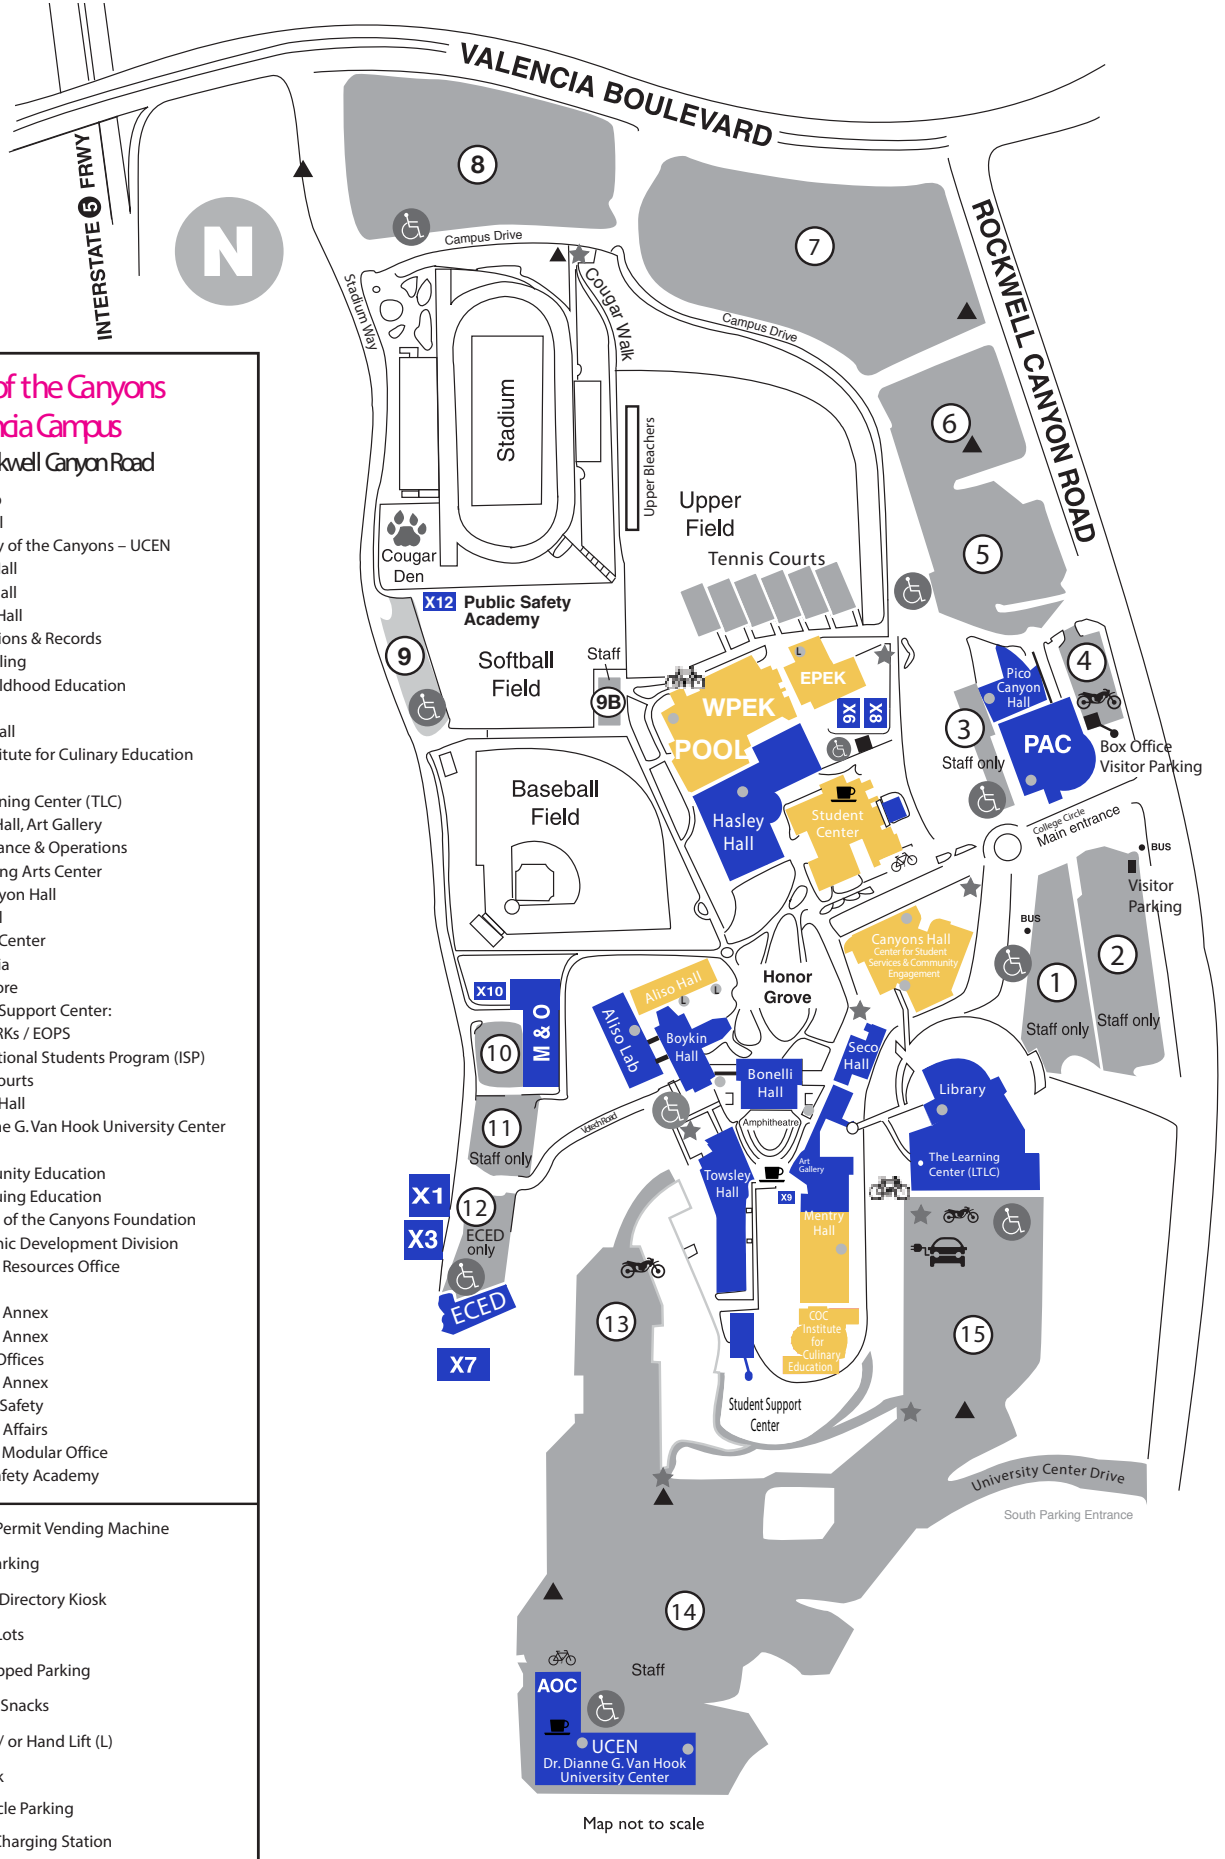 VALENCIA BOULEVARD
INTERSTATE 5 FRWY
N
8
7
ROCKWELL CANYON ROAD
Campus Drive
Stadium Way
Cougar Walk
Campus Drive
Stadium
Upper Bleachers
Upper
Field
6
5
Tennis Courts
Cougar
Den
X12 Public Safety
Academy
9
Softball
Field
Staff
9B
L
EPEK
WPEK
POOL
X6
X8
Pico
Canyon
Hall
4
3
Staff only
PAC
Box Office
Visitor Parking
Baseball
Field
Hasley
Hall
Student
Center
College Circle
Main entrance
BUS
Visitor
Parking
BUS
Canyons Hall
Center for Student
Services & Community
Engagement
1
2
Staff only
Staff only
Honor
Grove
X10
M & O
10
Aliso Hall
L
L
Aliso Lab
Boykin
Hall
Bonelli
Hall
Seco
Hall
Library
The Learning
Center (LTLC)
11
Staff only
Amphitheatre
Art
Gallery
Towsley
Hall
X9
Mentry
Hall
X1
X3
12
ECED
only
ECED
X7
13
COC
Institute
for
Culinary
Education
15
Student Support
Center
University Center Drive
South Parking Entrance
14
Staff
AOC
UCEN
Dr. Dianne G. Van Hook
University Center
Map not to scale
of the Canyons
ncia Campus
kwell Canyon Road
y of the Canyons – UCEN
Hall
all
Hall
ions & Records
ling
ldhood Education
all
titute for Culinary Education
ning Center (TLC)
Hall, Art Gallery
ance & Operations
ng Arts Center
yon Hall
l
Center
ia
ore
Support Center:
RKs / EOPS
tional Students Program (ISP)
ourts
Hall
ne G. Van Hook University Center
unity Education
uing Education
of the Canyons Foundation
nic Development Division
Resources Office
Annex
Annex
Offices
Annex
Safety
Affairs
Modular Office
afety Academy
Permit Vending Machine
arking
Directory Kiosk
Lots
pped Parking
Snacks
/ or Hand Lift (L)
k
cle Parking
Charging Station